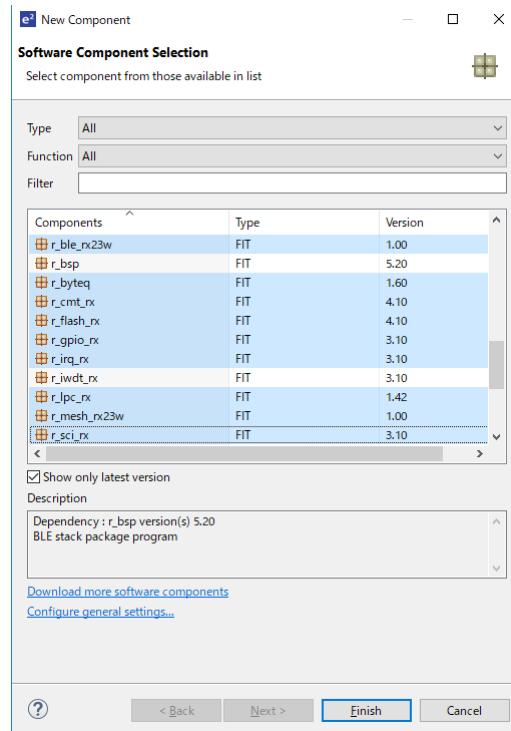 e² New Component
Software Component Selection
Select component from those available in list
Type All
Function All
Filter
Components Type Version
r_ble_rx23w FIT 1.00
r_bsp FIT 5.20
r_byteq FIT 1.60
r_cmt_rx FIT 4.10
r_flash_rx FIT 4.10
r_gpio_rx FIT 3.10
r_irq_rx FIT 3.10
r_iwdt_rx FIT 3.10
r_lpc_rx FIT 1.42
r_mesh_rx23w FIT 1.00
r_sci_rx FIT 3.10
Show only latest version
Description
Dependency : r_bsp version(s) 5.20
BLE stack package program
Download more software components
Configure general settings...
? < Back Next > Finish Cancel